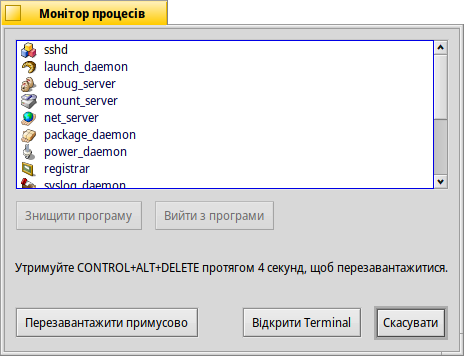 Монітор процесів
sshd
launch_daemon
debug_server
mount_server
net_server
package_daemon
power_daemon
registrar
syslog_daemon
Знищити програму
Вийти з програми
Утримуйте CONTROL+ALT+DELETE протягом 4 секунд, щоб перезавантажитися.
Перезавантажити примусово
Відкрити Terminal
Скасувати